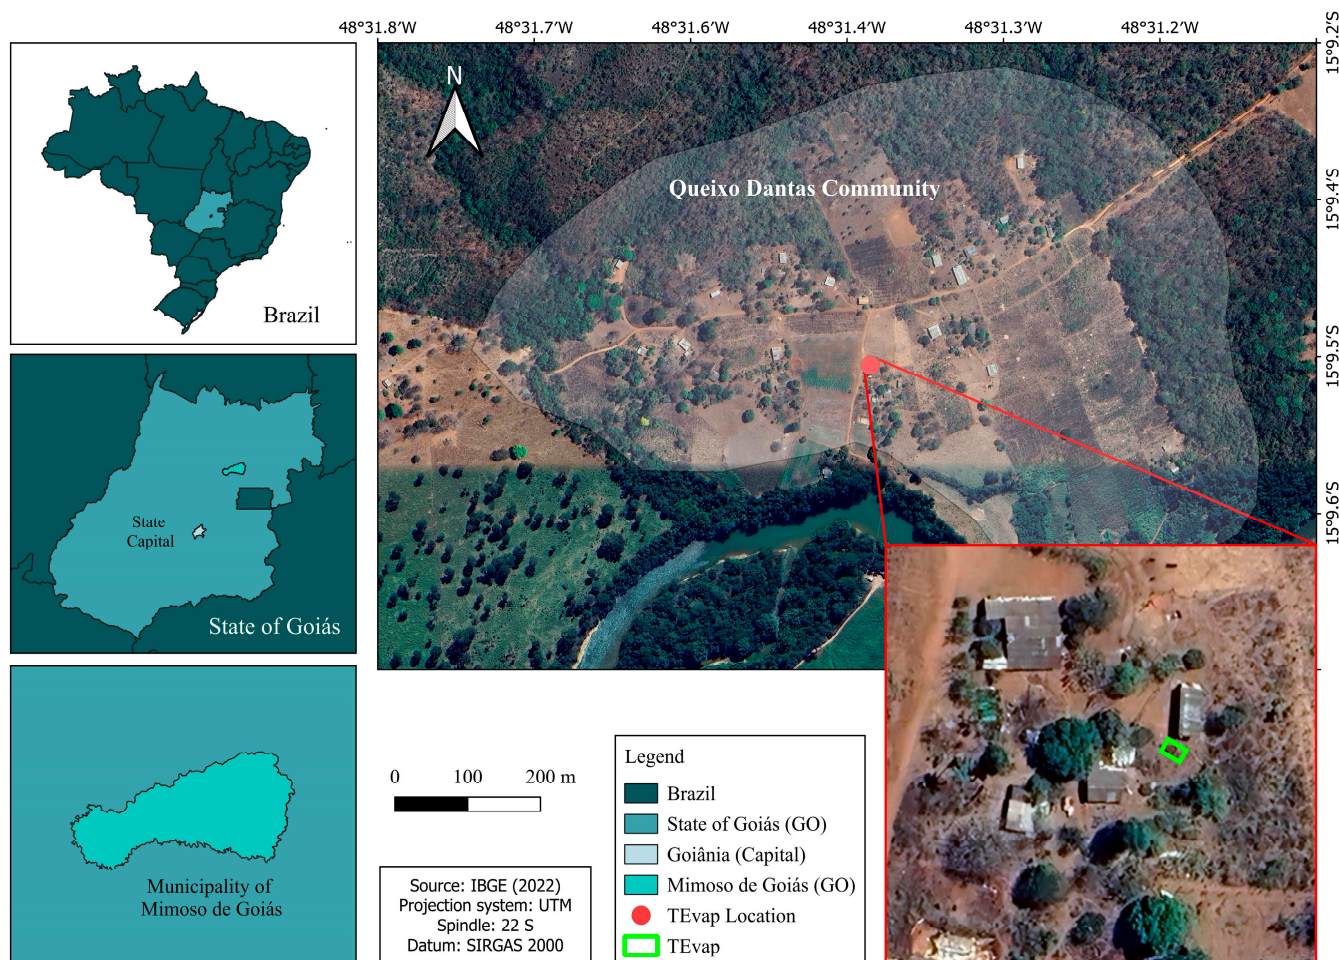 48°31.8'W 48°31.7'W 48°31.6'W 48°31.4'W 48°31.3'W 48°31.2'W
15°9.2'S
15°9.4'S
15°9.5'S
15°9.6'S
N
Queixo Dantas Community
Brazil
State
Capital
State of Goiás
Municipality of
Mimoso de Goiás
0 100 200 m
Source: IBGE (2022)
Projection system: UTM
Spindle: 22 S
Datum: SIRGAS 2000
Legend
Brazil
State of Goiás (GO)
Goiânia (Capital)
Mimoso de Goiás (GO)
TEvap Location
TEvap